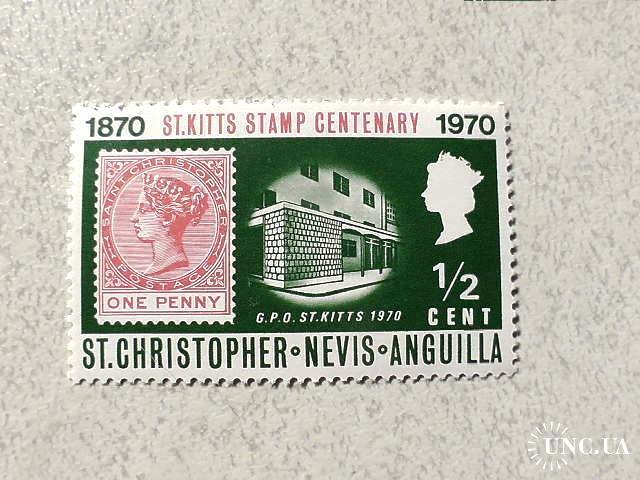 1870 ST.KITTS STAMP CENTENARY 1970
SAINT CHRISTOPHER
POSTAGE
ONE PENNY
G.P.O. ST.KITTS 1970
1/2
CENT
ST.CHRISTOPHER∘NEVIS∘ANGUILLA
UNC.UA